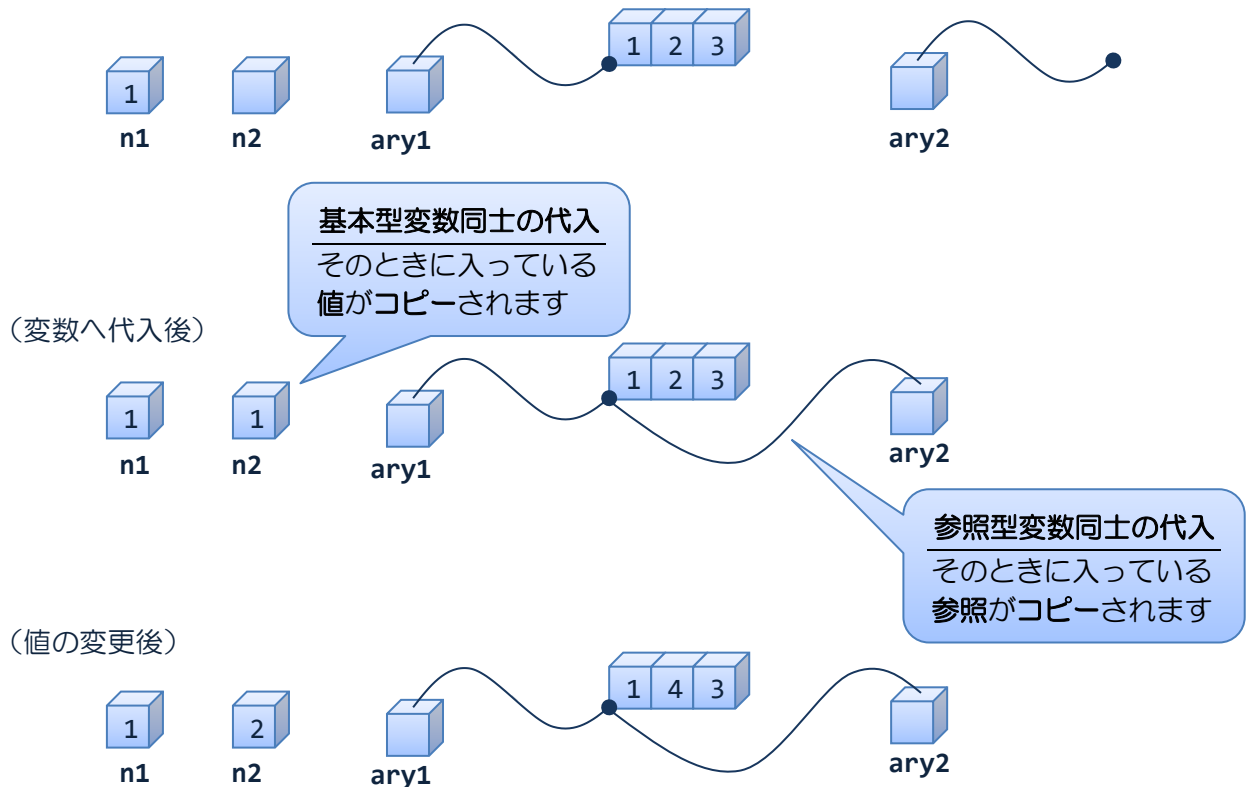 1 2 3
1
n1 n2 ary1 ary2
基本型変数同士の代入
そのときに入っている
値がコピーされます
（変数へ代入後）
1 2 3
1 1
n1 n2 ary1 ary2
参照型変数同士の代入
そのときに入っている
参照がコピーされます
（値の変更後）
1 4 3
1 2
n1 n2 ary1 ary2